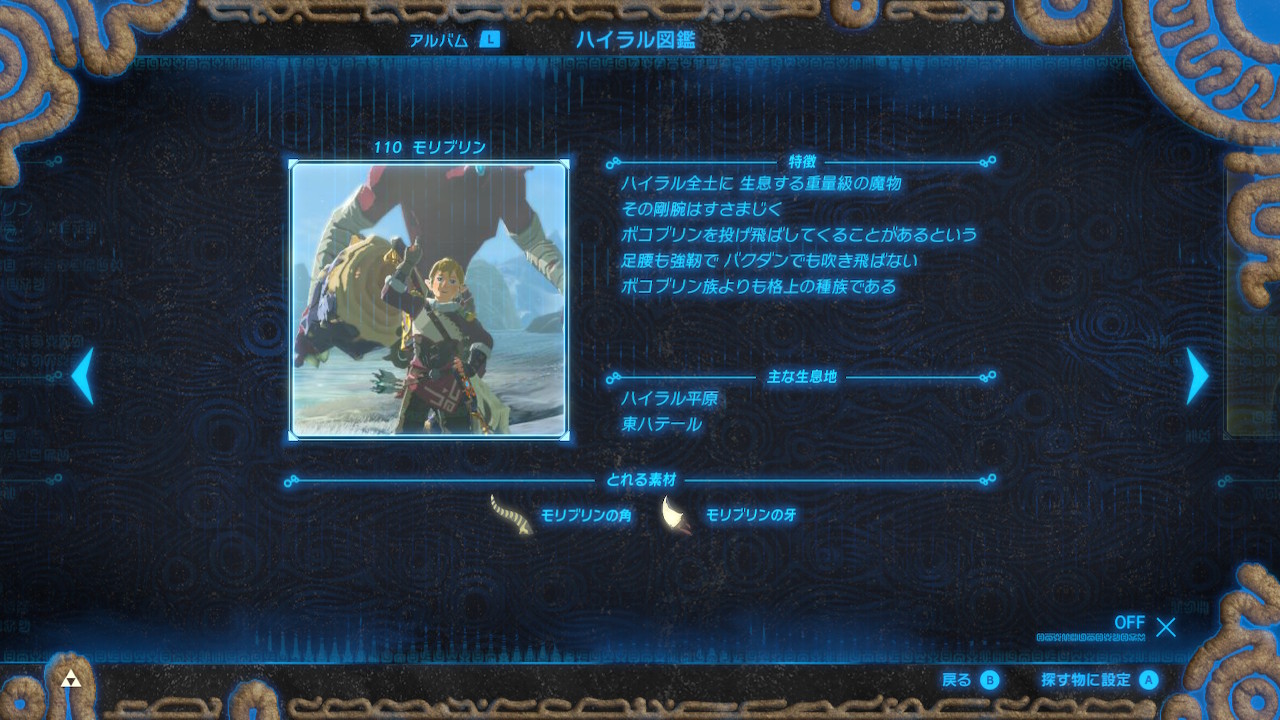 アルバム L
ハイラル図鑑
110 モリブリン
特徴
ハイラル全土に 生息する重量級の魔物
その剛腕はすさまじく
ボコブリンを投げ飛ばしてくることがあるという
足腰も強靭で バクダンでも吹き飛ばない
ボコブリン族よりも格上の種族である
主な生息地
ハイラル平原
東ハテール
とれる素材
モリブリンの角
モリブリンの牙
OFF
戻る B
探す物に設定 A